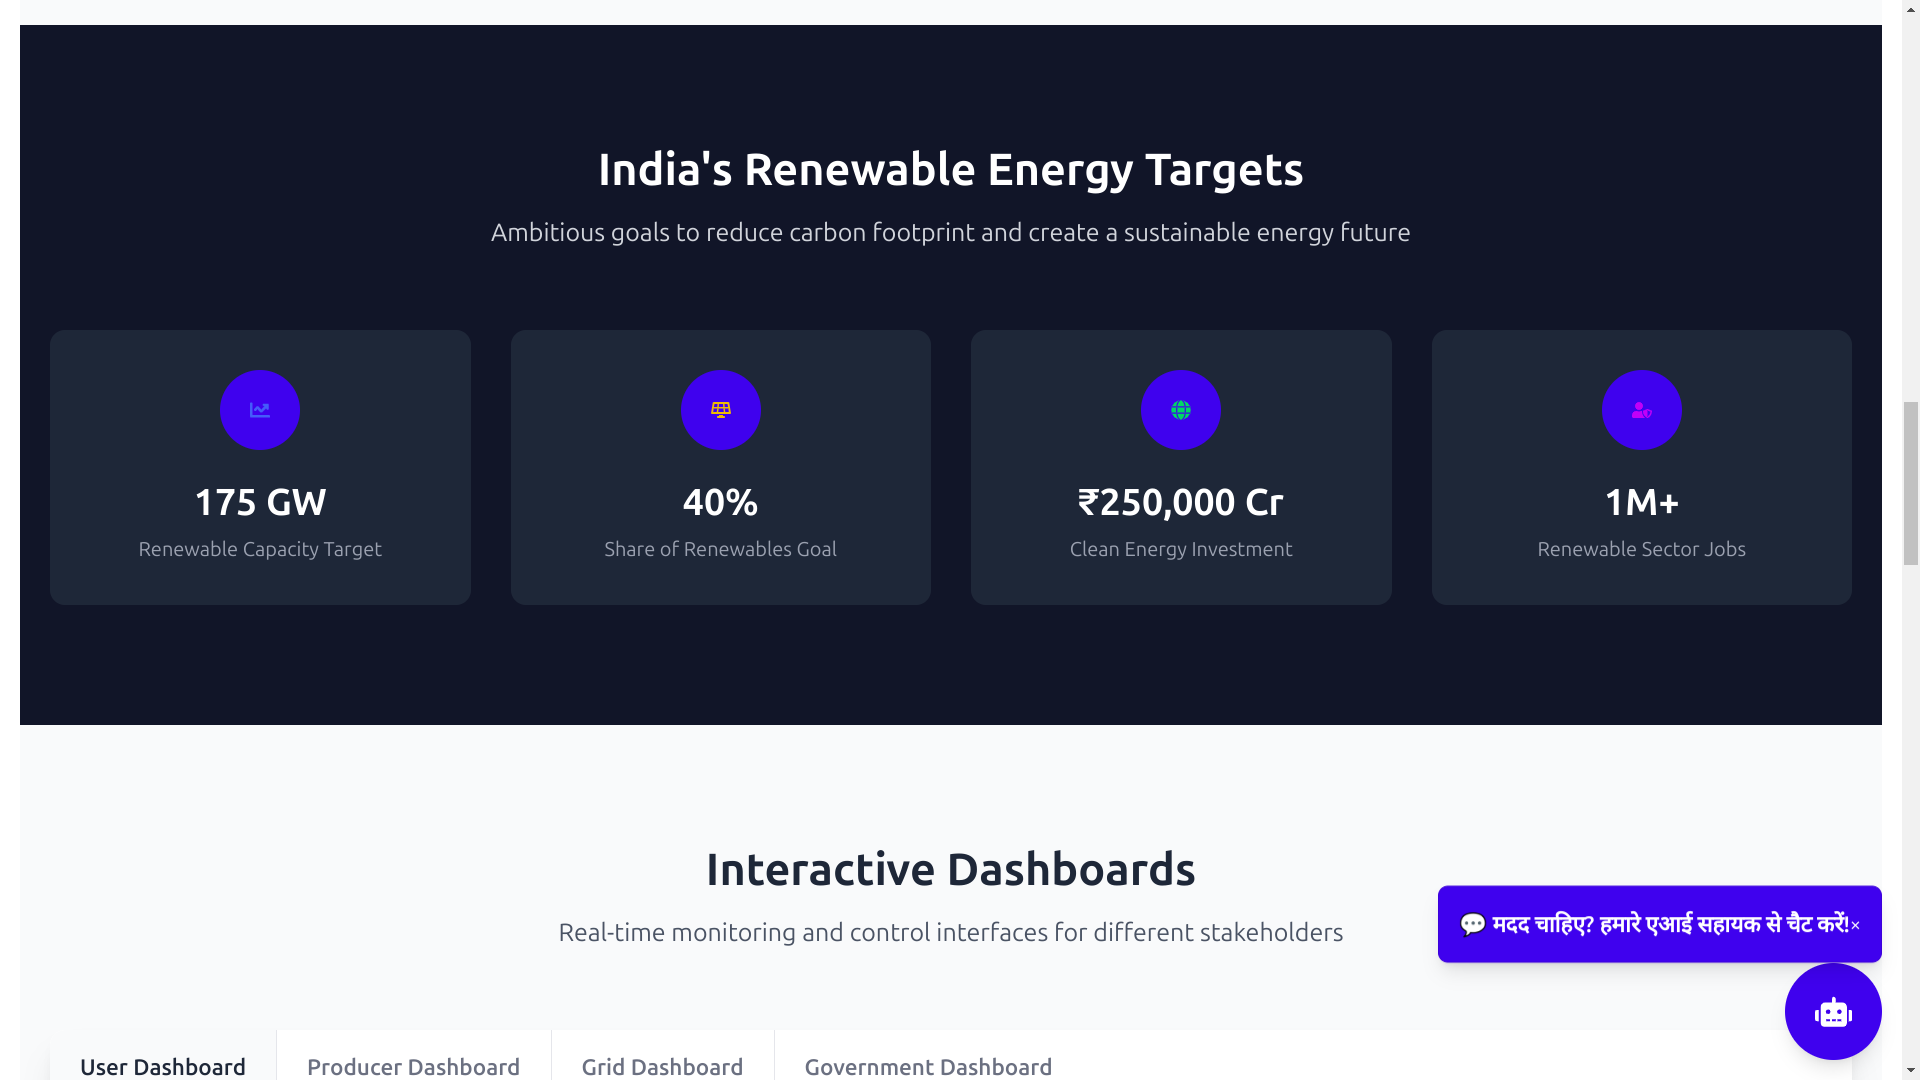 India's Renewable Energy Targets
Ambitious goals to reduce carbon footprint and create a sustainable energy future
175 GW
Renewable Capacity Target
40%
Share of Renewables Goal
₹250,000 Cr
Clean Energy Investment
1M+
Renewable Sector Jobs
Interactive Dashboards
Real-time monitoring and control interfaces for different stakeholders
💬 मदद चाहिए? हमारे एआई सहायक से चैट करें!×
User Dashboard
Producer Dashboard
Grid Dashboard
Government Dashboard